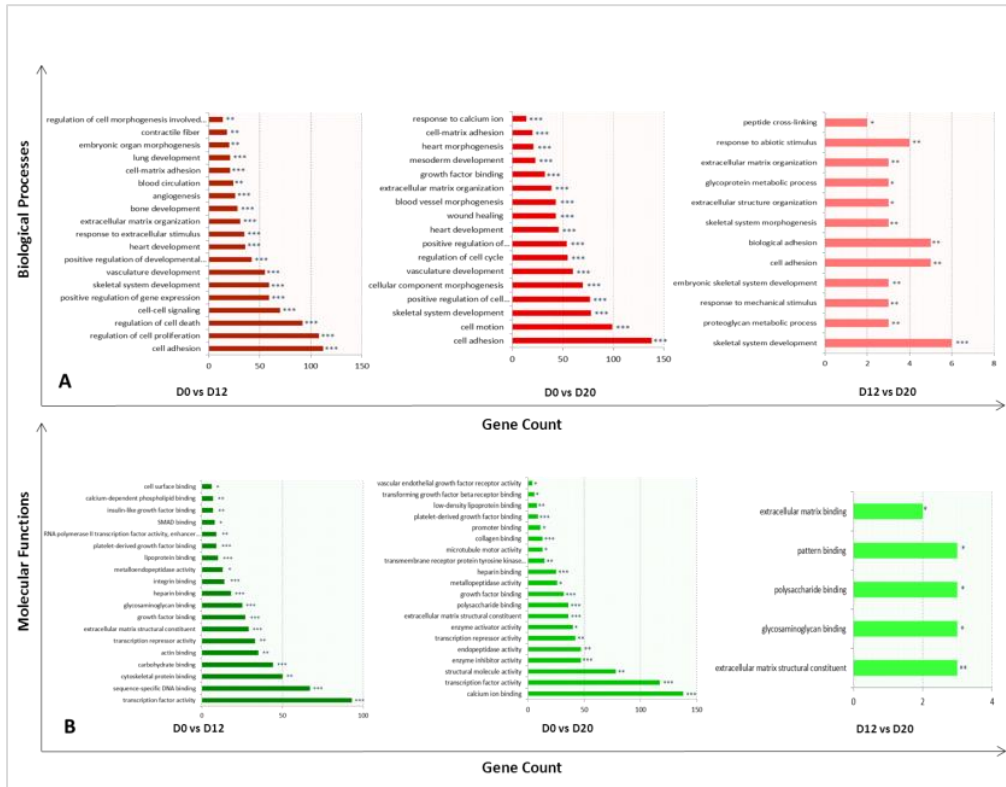 Biological Processes
regulation of cell morphogenesis involved... **
contractile fiber **
embryonic organ morphogenesis **
lung development ***
cell-matrix adhesion ***
blood circulation **
angiogenesis ***
bone development ***
extracellular matrix organization ***
response to extracellular stimulus ***
heart development ***
positive regulation of developmental... ***
vasculature development ***
skeletal system development ***
positive regulation of gene expression ***
cell-cell signaling ***
regulation of cell death ***
regulation of cell proliferation ***
cell adhesion ***
0 50 100 150
A
D0 vs D12
response to calcium ion ***
cell-matrix adhesion ***
heart morphogenesis ***
mesoderm development ***
growth factor binding ***
extracellular matrix organization ***
blood vessel morphogenesis ***
wound healing ***
heart development ***
positive regulation of... ***
regulation of cell cycle ***
vasculature development ***
cellular component morphogenesis ***
positive regulation of cell... ***
skeletal system development ***
cell motion ***
cell adhesion ***
0 50 100 150
D0 vs D20
peptide cross-linking *
response to abiotic stimulus **
extracellular matrix organization **
glycoprotein metabolic process *
extracellular structure organization *
skeletal system morphogenesis **
biological adhesion **
cell adhesion **
embryonic skeletal system development **
response to mechanical stimulus **
proteoglycan metabolic process **
skeletal system development ***
0 2 4 6 8
D12 vs D20
Gene Count
Molecular Functions
cell surface binding *
calcium-dependent phospholipid binding **
insulin-like growth factor binding **
SMAD binding *
RNA polymerase II transcription factor activity, enhancer... **
platelet-derived growth factor binding ***
lipoprotein binding ***
metalloendopeptidase activity *
integrin binding ***
heparin binding ***
glycosaminoglycan binding ***
growth factor binding ***
extracellular matrix structural constituent ***
transcription repressor activity **
actin binding **
carbohydrate binding ***
cytoskeletal protein binding **
sequence-specific DNA binding ***
transcription factor activity ***
0 50 100
B
D0 vs D12
vascular endothelial growth factor receptor activity *
transforming growth factor beta receptor binding *
low-density lipoprotein binding **
platelet-derived growth factor binding ***
promoter binding *
collagen binding ***
microtubule motor activity *
transmembrane receptor protein tyrosine kinase... **
heparin binding ***
metallopeptidase activity *
growth factor binding ***
polysaccharide binding ***
extracellular matrix structural constituent ***
enzyme activator activity *
transcription repressor activity **
endopeptidase activity **
enzyme inhibitor activity ***
structural molecule activity **
transcription factor activity ***
calcium ion binding ***
0 50 100 150
D0 vs D20
extracellular matrix binding *
pattern binding *
polysaccharide binding *
glycosaminoglycan binding *
extracellular matrix structural constituent **
0 2 4
D12 vs D20
Gene Count